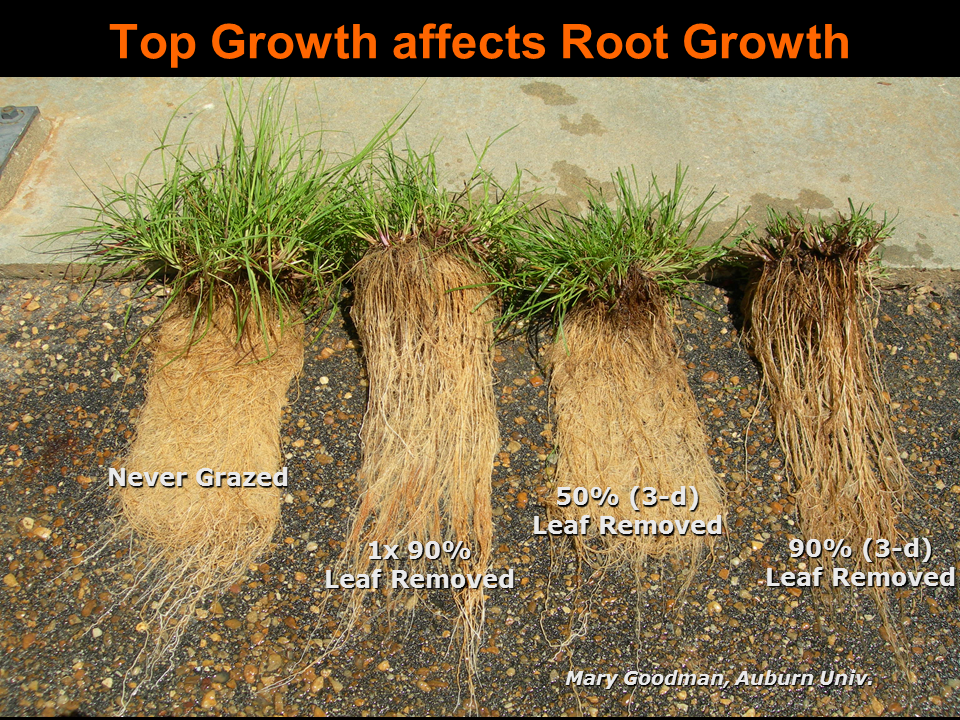 Top Growth affects Root Growth
Never Grazed
1x 90%
Leaf Removed
50% (3-d)
Leaf Removed
90% (3-d)
Leaf Removed
Mary Goodman, Auburn Univ.